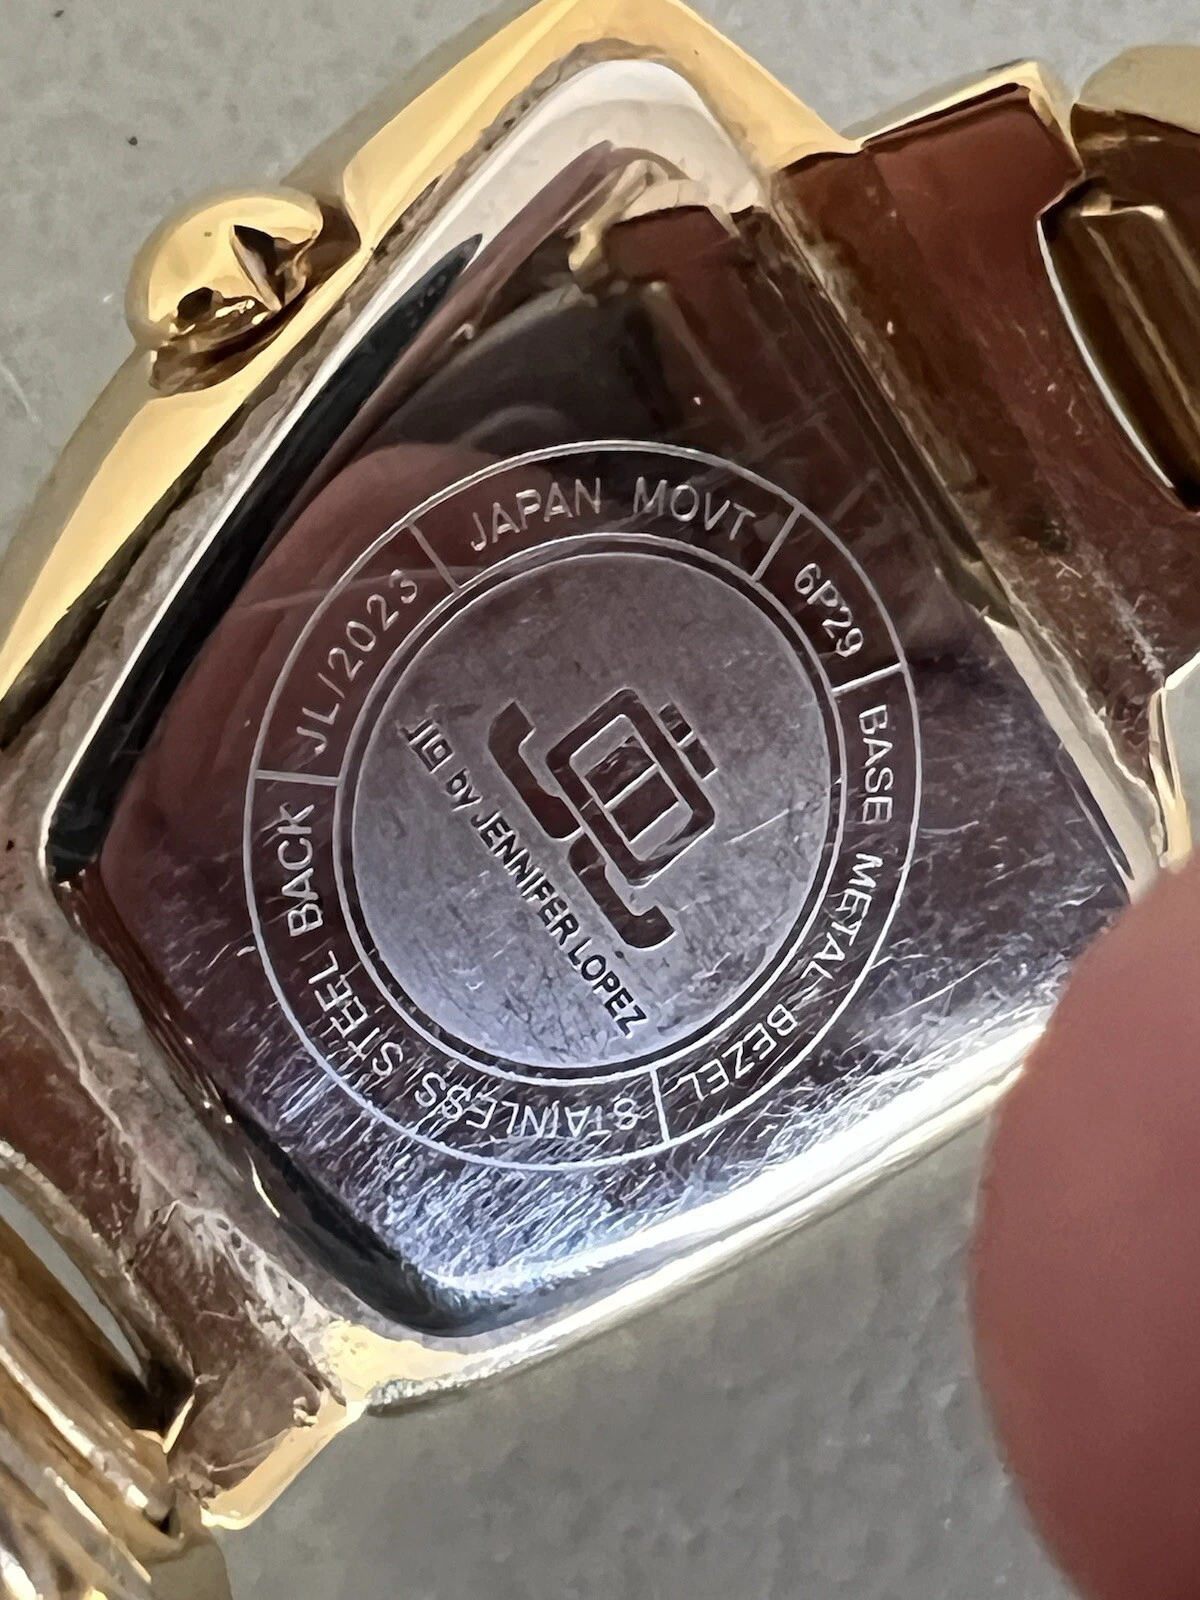 JAPAN MOVT
6P29
BASE METAL BEZEL
STAINLESS STEEL BACK
JL/2023
JLO by JENNIFER LOPEZ